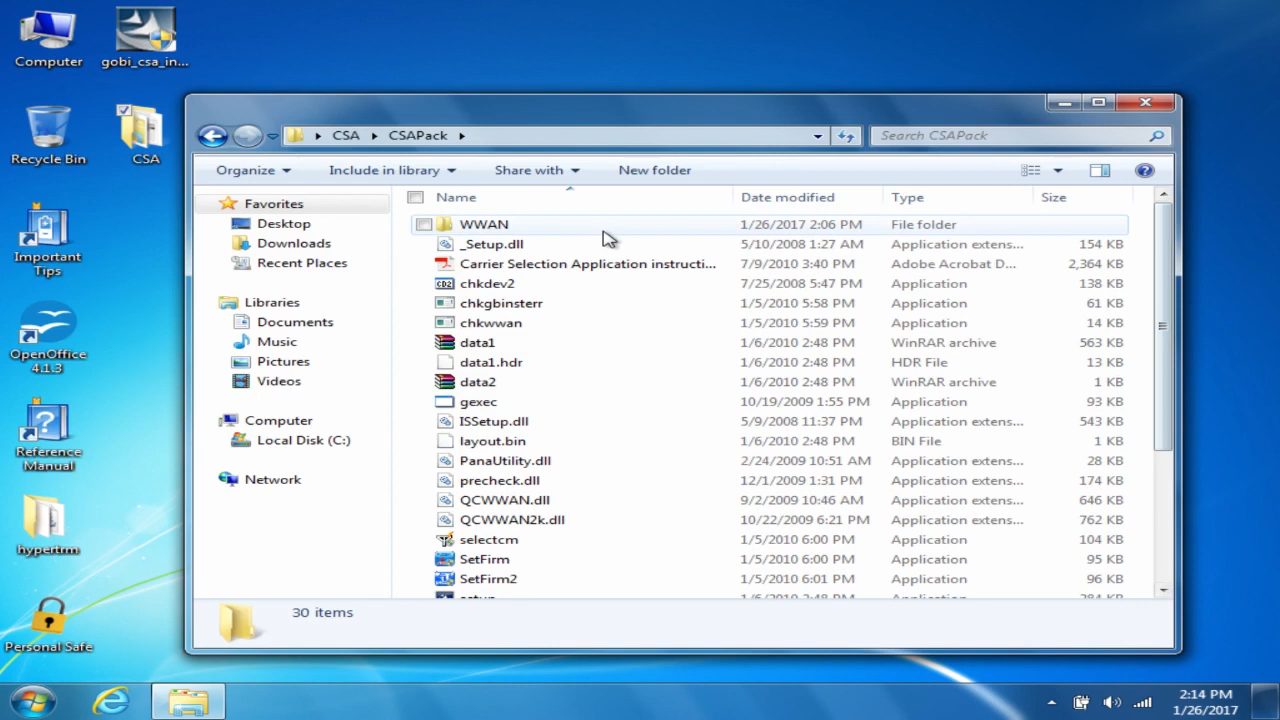 Computer
gobi_csa_in...
Recycle Bin
CSA
Important
Tips
OpenOffice
4.1.3
Reference
Manual
hypertrm
Personal Safe
CSA CSAPack
Search CSAPack
Organize Include in library Share with New folder
Favorites
Desktop
Downloads
Recent Places
Libraries
Documents
Music
Pictures
Videos
Computer
Local Disk (C:)
Network
Name Date modified Type Size
WWAN 1/26/2017 2:06 PM File folder
_Setup.dll 5/10/2008 1:27 AM Application extens... 154 KB
Carrier Selection Application instructi... 7/9/2010 3:40 PM Adobe Acrobat D... 2,364 KB
CD2 chkdev2 7/25/2008 5:47 PM Application 138 KB
chkgbinsterr 1/5/2010 5:58 PM Application 61 KB
chkwwan 1/5/2010 5:59 PM Application 14 KB
data1 1/6/2010 2:48 PM WinRAR archive 563 KB
data1.hdr 1/6/2010 2:48 PM HDR File 13 KB
data2 1/6/2010 2:48 PM WinRAR archive 1 KB
gexec 10/19/2009 1:55 PM Application 93 KB
ISSetup.dll 5/9/2008 11:37 PM Application extens... 543 KB
layout.bin 1/6/2010 2:48 PM BIN File 1 KB
PanaUtility.dll 2/24/2009 10:51 AM Application extens... 28 KB
precheck.dll 12/1/2009 1:31 PM Application extens... 174 KB
QCWWAN.dll 9/2/2009 10:46 AM Application extens... 646 KB
QCWWAN2k.dll 10/22/2009 6:21 PM Application extens... 762 KB
selectcm 1/5/2010 6:00 PM Application 104 KB
SetFirm 1/5/2010 6:00 PM Application 95 KB
SetFirm2 1/5/2010 6:01 PM Application 96 KB
30 items
2:14 PM
1/26/2017